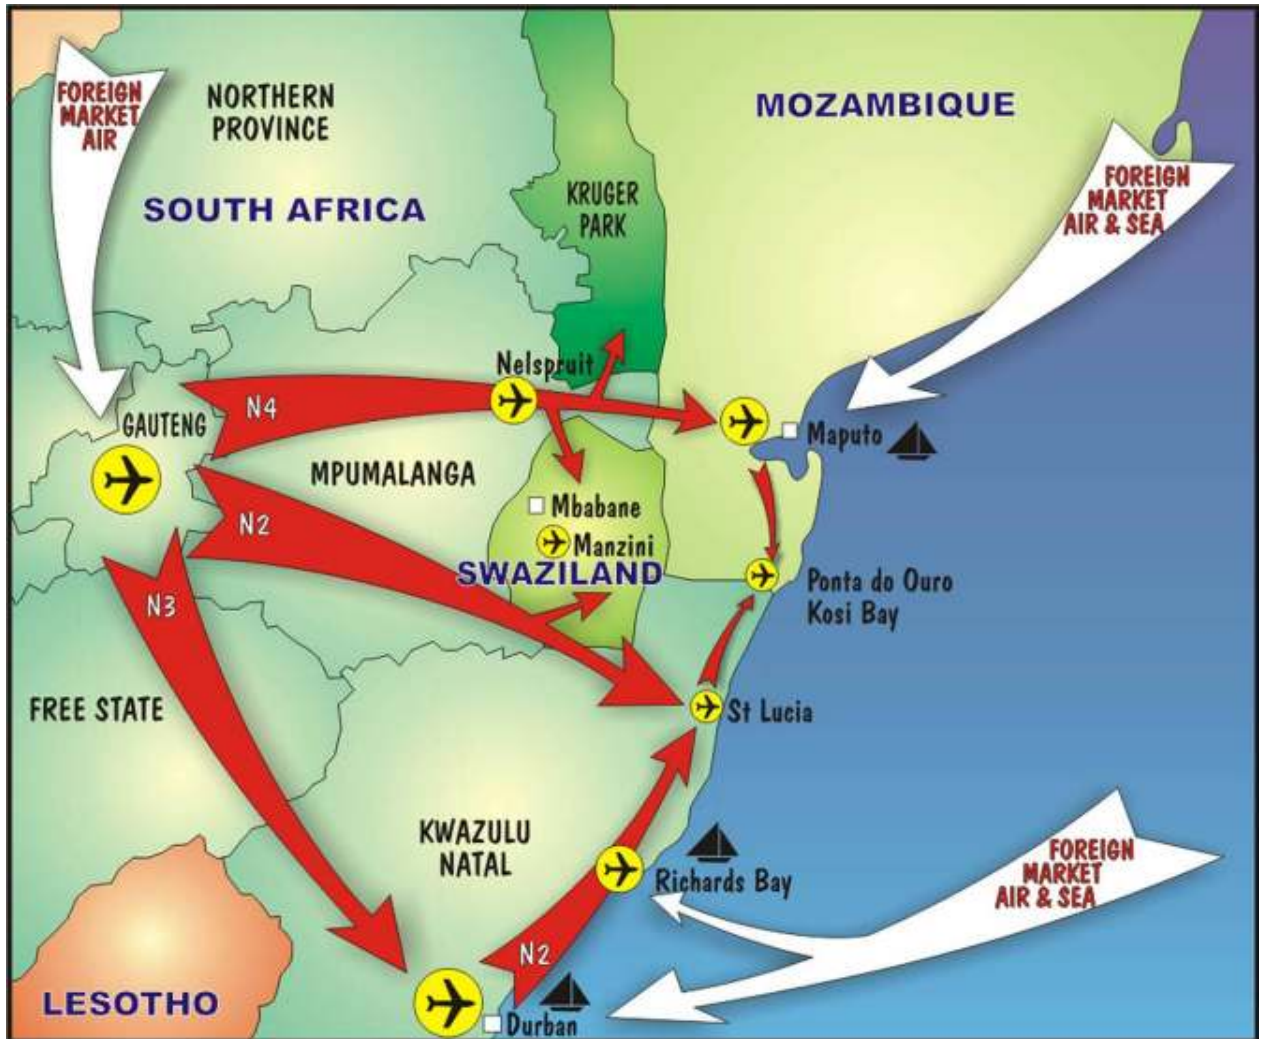 FOREIGN
MARKET
AIR
NORTHERN
PROVINCE
MOZAMBIQUE
SOUTH AFRICA
KRUGER
PARK
FOREIGN
MARKET
AIR & SEA
Nelspruit
N4
GAUTENG
Maputo
MPUMALANGA
Mbabane
N2
Manzini
SWAZILAND
Ponta do Ouro
Kosi Bay
N3
FREE STATE
St Lucia
KWAZULU
NATAL
Richards Bay
FOREIGN
MARKET
AIR & SEA
N2
LESOTHO
Durban